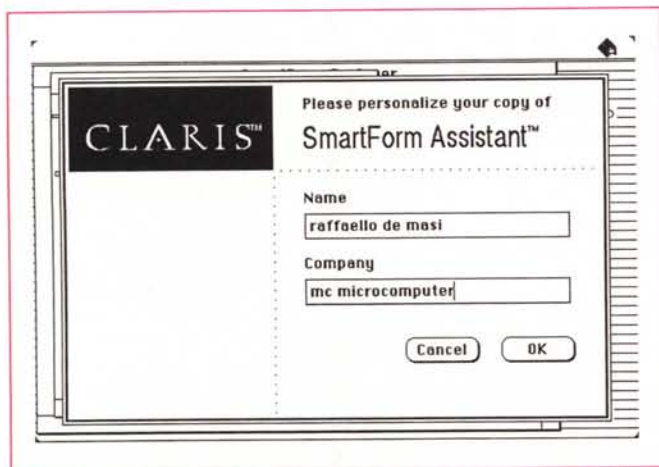 CLARIS™
Please personalize your copy of
SmartForm Assistant™
Name
raffaello de masi
Company
mc microcomputer
Cancel
OK